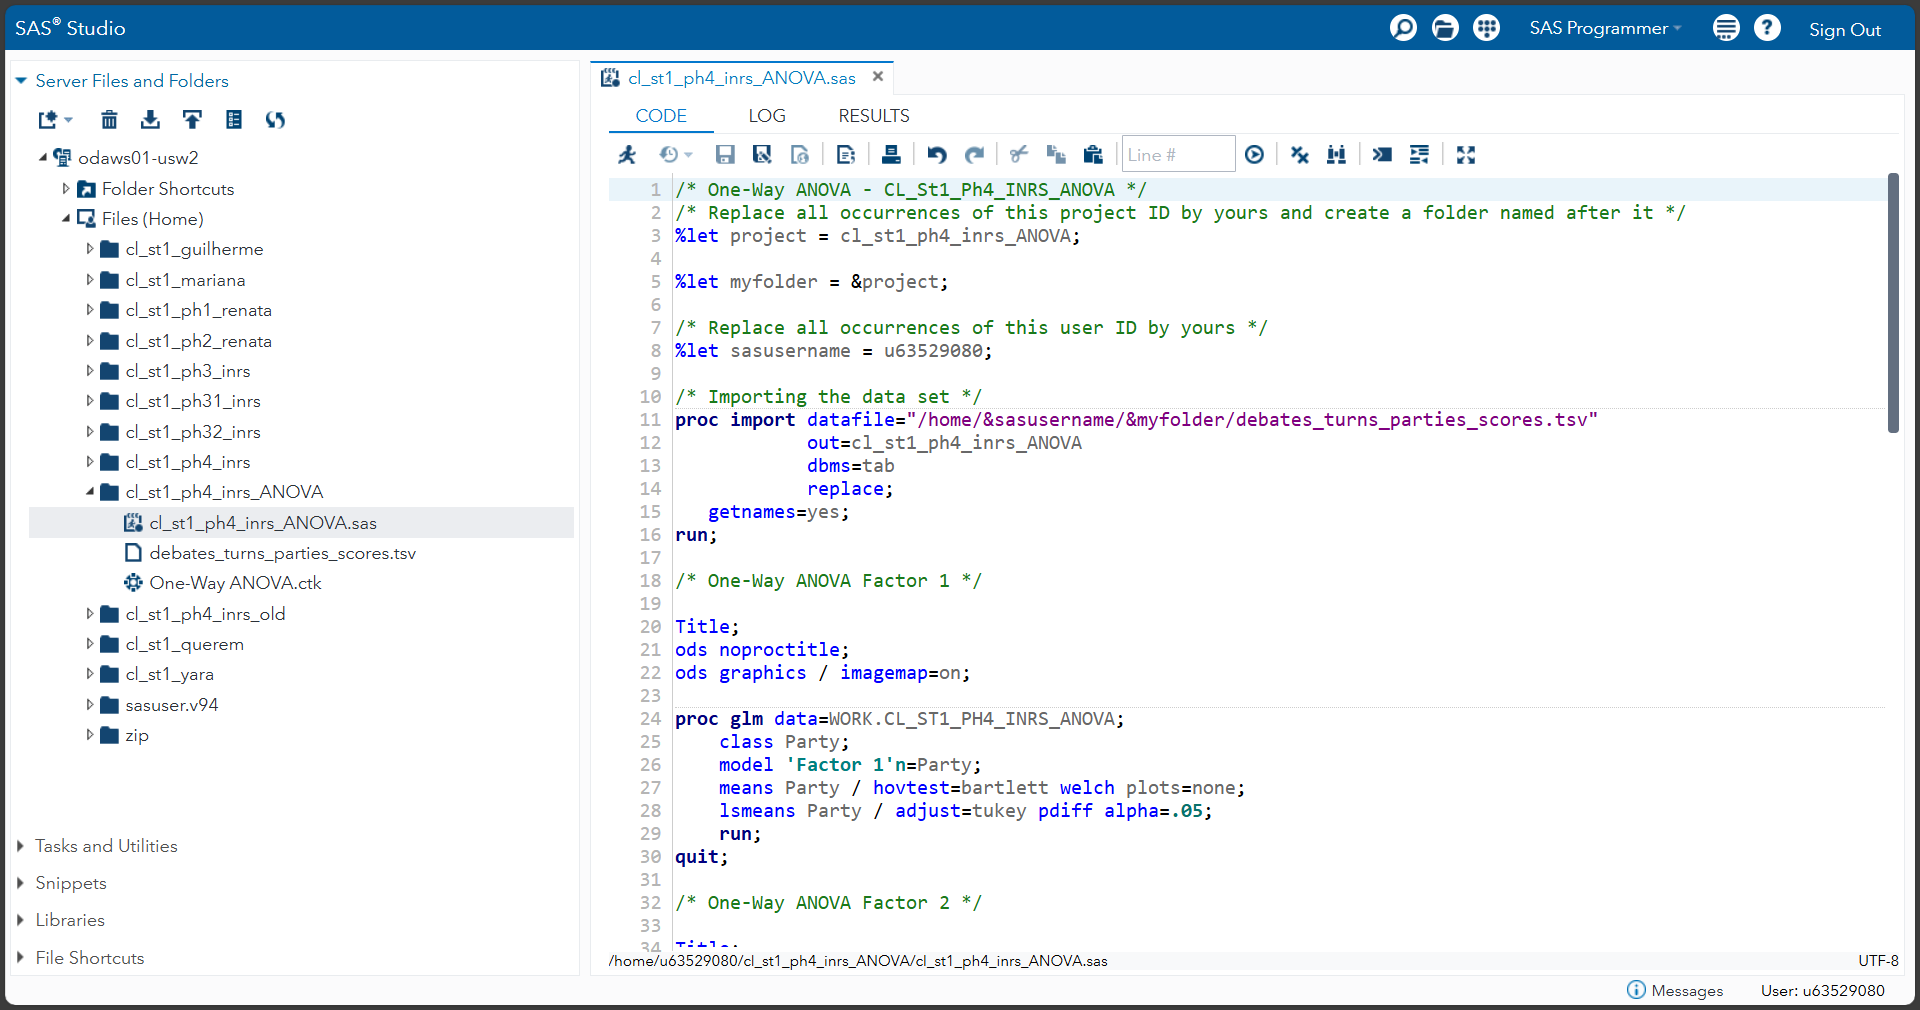 SAS® Studio
SAS Programmer
Sign Out
Server Files and Folders
odaws01-usw2
Folder Shortcuts
Files (Home)
cl_st1_guilherme
cl_st1_mariana
cl_st1_ph1_renata
cl_st1_ph2_renata
cl_st1_ph3_inrs
cl_st1_ph31_inrs
cl_st1_ph32_inrs
cl_st1_ph4_inrs
cl_st1_ph4_inrs_ANOVA
cl_st1_ph4_inrs_ANOVA.sas
debates_turns_parties_scores.tsv
One-Way ANOVA.ctk
cl_st1_ph4_inrs_old
cl_st1_querem
cl_st1_yara
sasuser.v94
zip
Tasks and Utilities
Snippets
Libraries
File Shortcuts
cl_st1_ph4_inrs_ANOVA.sas
CODE LOG RESULTS
Line #
1 /* One-Way ANOVA - CL_St1_Ph4_INRS_ANOVA */
2 /* Replace all occurrences of this project ID by yours and create a folder named after it */
3 %let project = cl_st1_ph4_inrs_ANOVA;
4
5 %let myfolder = &project;
6
7 /* Replace all occurrences of this user ID by yours */
8 %let sasusername = u63529080;
9
10 /* Importing the data set */
11 proc import datafile="/home/&sasusername/&myfolder/debates_turns_parties_scores.tsv"
12 out=cl_st1_ph4_inrs_ANOVA
13 dbms=tab
14 replace;
15 getnames=yes;
16 run;
17
18 /* One-Way ANOVA Factor 1 */
19
20 Title;
21 ods noproctitle;
22 ods graphics / imagemap=on;
23
24 proc glm data=WORK.CL_ST1_PH4_INRS_ANOVA;
25 class Party;
26 model 'Factor 1'n=Party;
27 means Party / hovtest=bartlett welch plots=none;
28 lsmeans Party / adjust=tukey pdiff alpha=.05;
29 run;
30 quit;
31
32 /* One-Way ANOVA Factor 2 */
33
34 Title;
/home/u63529080/cl_st1_ph4_inrs_ANOVA/cl_st1_ph4_inrs_ANOVA.sas
UTF-8
Messages
User: u63529080